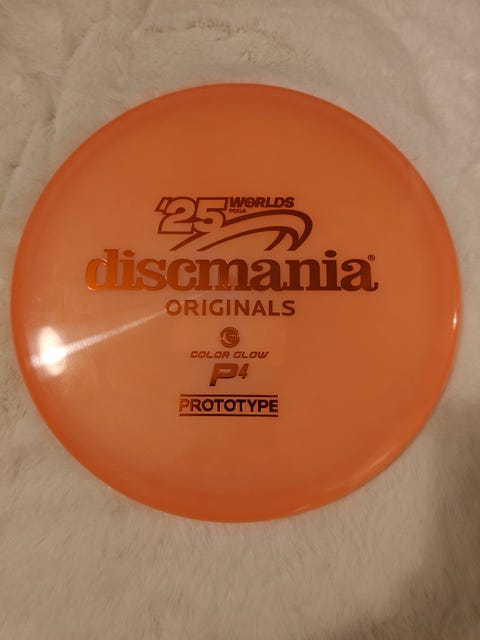 '25 WORLDS
PDGA
discmania®
ORIGINALS
COLOR GLOW
P4
PROTOTYPE